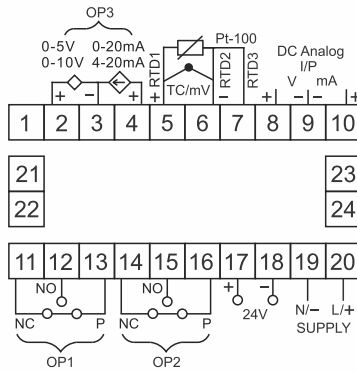 OP3
0-5V 0-20mA
0-10V 4-20mA
+ − +
+ RTD1
Pt-100
TC/mV
− RTD2
RTD3
DC Analog
I/P
V mA
+ − +
1 2 3 4 5 6 7 8 9 10
21 23
22 24
11 12 13 14 15 16 17 18 19 20
NO NO + −
NC P NC P 24V N/− L/+
SUPPLY
OP1 OP2